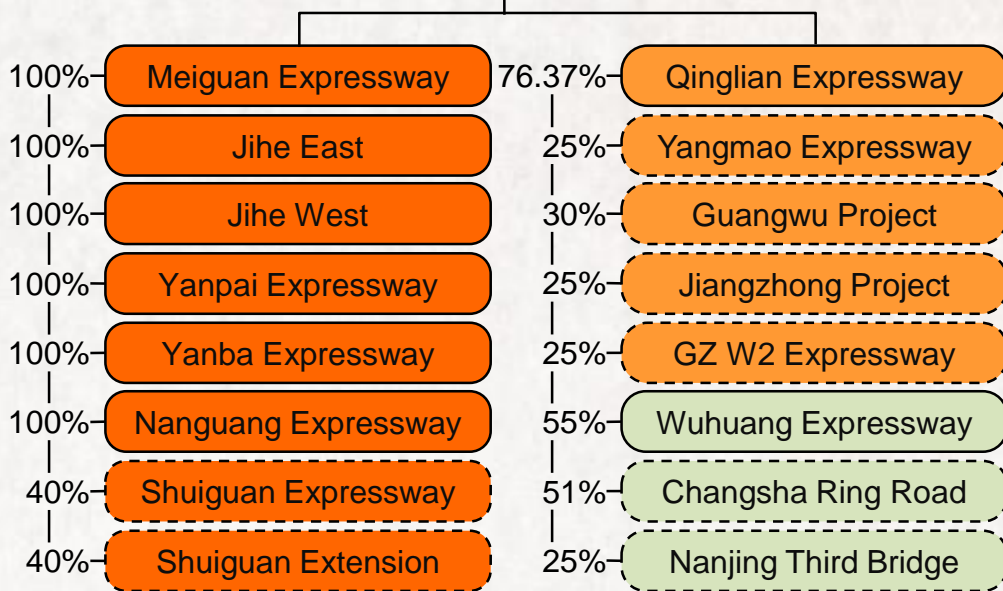 100% Meiguan Expressway 76.37% Qinglian Expressway
100% Jihe East 25% Yangmao Expressway
100% Jihe West 30% Guangwu Project
100% Yanpai Expressway 25% Jiangzhong Project
100% Yanba Expressway 25% GZ W2 Expressway
100% Nanguang Expressway 55% Wuhuang Expressway
40% Shuiguan Expressway 51% Changsha Ring Road
40% Shuiguan Extension 25% Nanjing Third Bridge